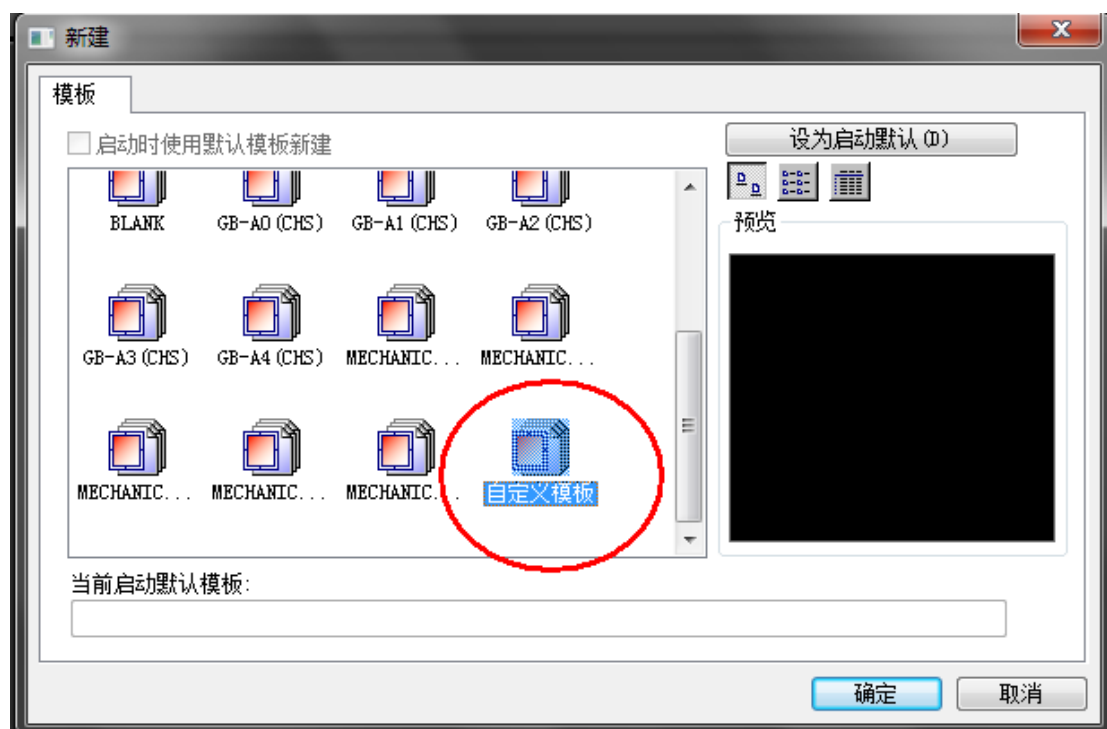 新建
模板
启动时使用默认模板新建
设为启动默认(D)
BLANK GB-A0(CHS) GB-A1(CHS) GB-A2(CHS)
预览
GB-A3(CHS) GB-A4(CHS) MECHANIC... MECHANIC...
MECHANIC... MECHANIC... MECHANIC... 自定义模板
当前启动默认模板:
确定 取消